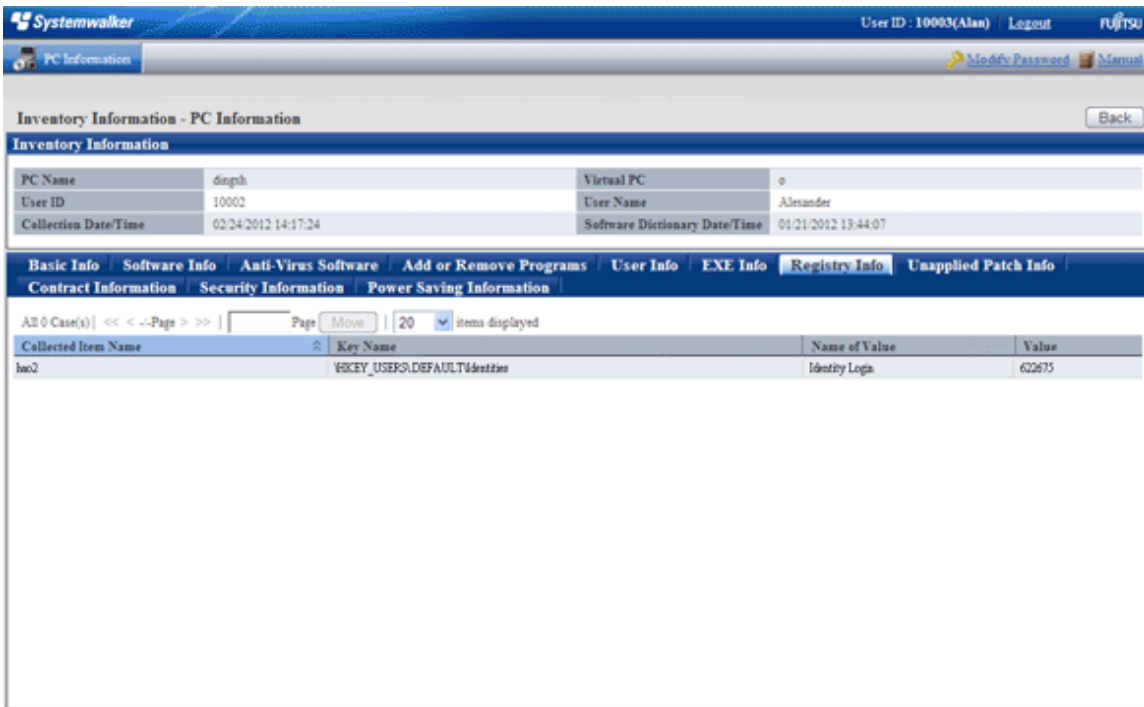 Systemwalker User ID : 10003(Alan) Logout FUJITSU
PC Information Modify Password Manual
Inventory Information - PC Information Back
Inventory Information
PC Name dingzh Virtual PC o
User ID 10002 User Name Alexander
Collection Date/Time 02/24/2012 14:17:24 Software Dictionary Date/Time 01/21/2012 13:44:07
Basic Info Software Info Anti-Virus Software Add or Remove Programs User Info EXE Info Registry Info Unapplied Patch Info
Contract Information Security Information Power Saving Information
All 0 Case(s) | << < -/-Page > >> | Page Move | 20 items displayed
Collected Item Name Key Name Name of Value Value
hao2 \HKEY_USERS\.DEFAULT\Identities Identity Login 622675